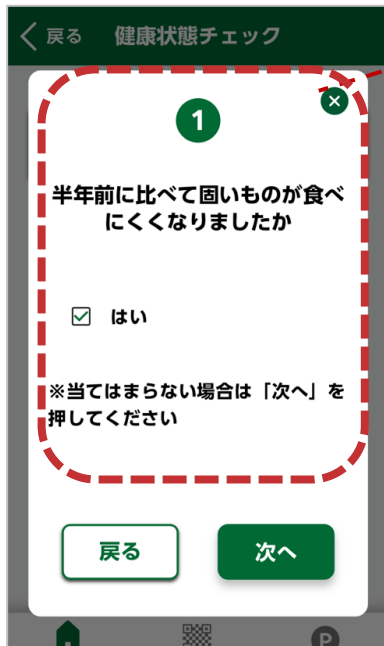 戻る 健康状態チェック
1
半年前に比べて固いものが食べ
にくくなりましたか
はい
※当てはまらない場合は「次へ」を
押してください
戻る 次へ
P